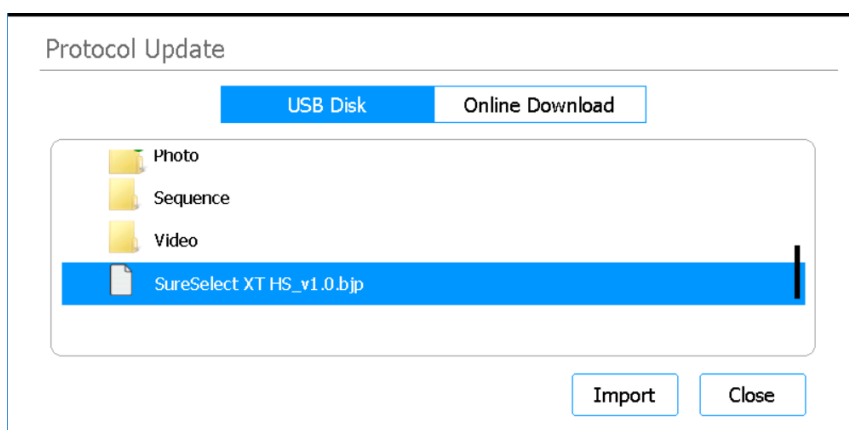 Protocol Update
USB Disk Online Download
Photo
Sequence
Video
SureSelect XT HS_v1.0.bjp
Import Close